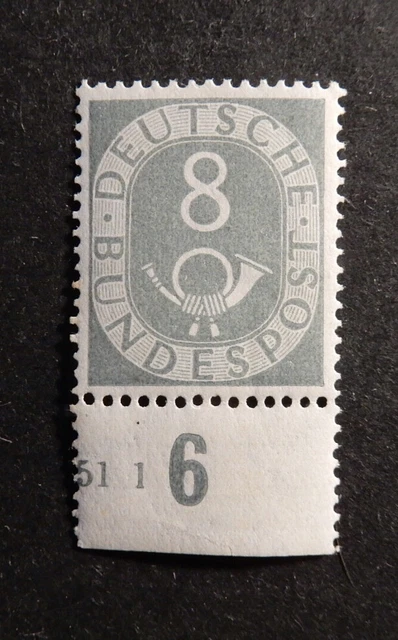 DEUTSCHE
8
BUNDESPOST
51 1 6